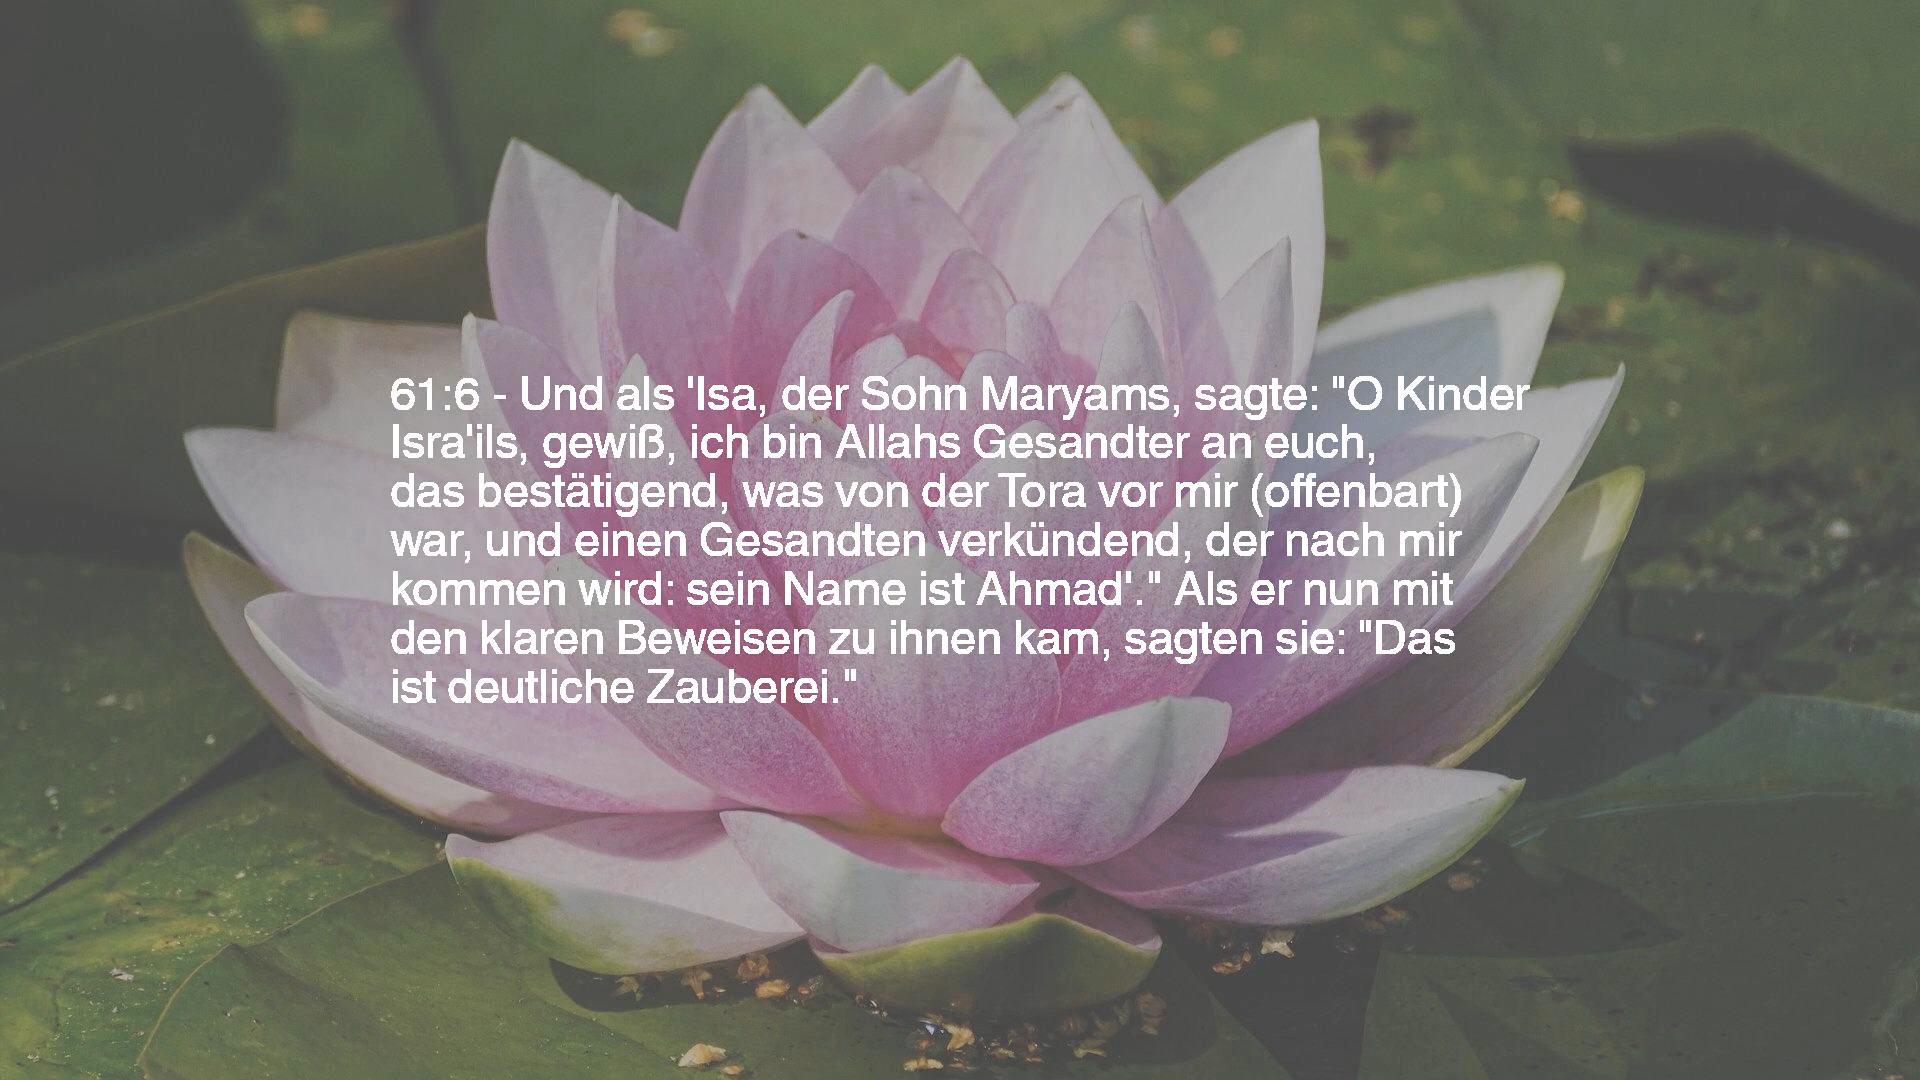 61:6 - Und als 'Isa, der Sohn Maryams, sagte: "O Kinder
Isra'ils, gewiß, ich bin Allahs Gesandter an euch,
das bestätigend, was von der Tora vor mir (offenbart)
war, und einen Gesandten verkündend, der nach mir
kommen wird: sein Name ist Ahmad'." Als er nun mit
den klaren Beweisen zu ihnen kam, sagten sie: "Das
ist deutliche Zauberei."